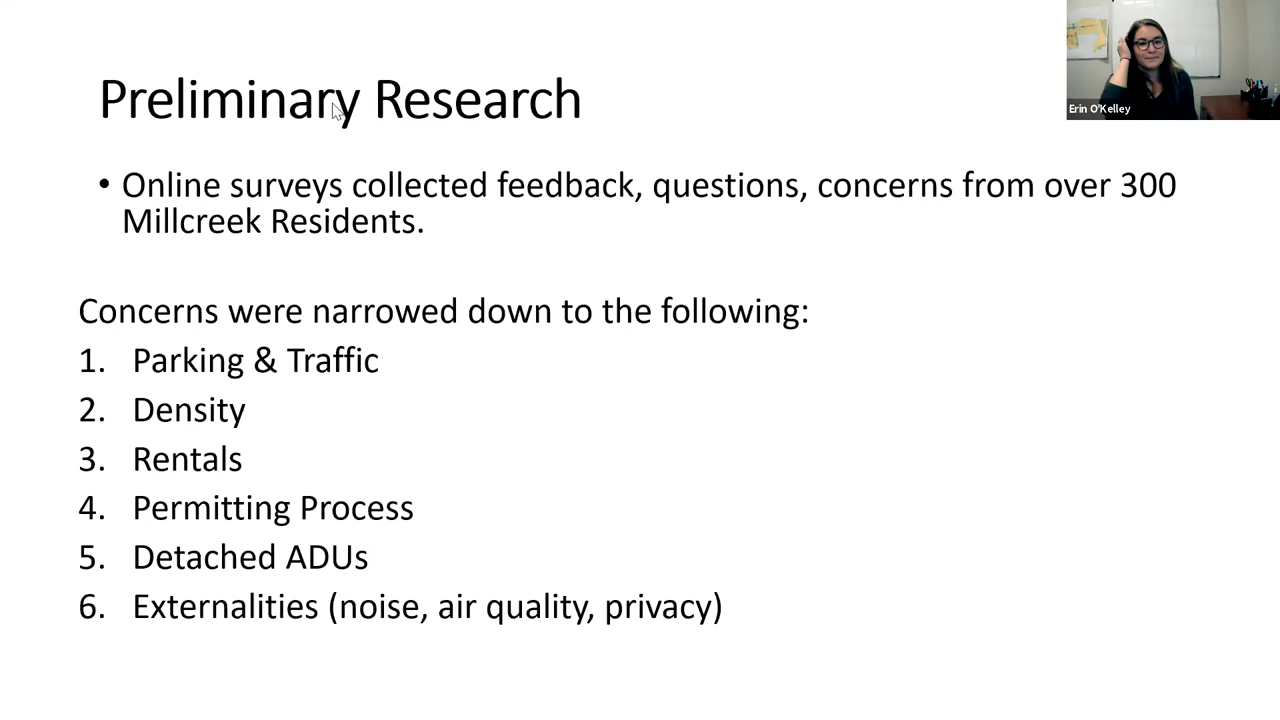 Preliminary Research
Erin O'Kelley
• Online surveys collected feedback, questions, concerns from over 300
Millcreek Residents.
Concerns were narrowed down to the following:
1. Parking & Traffic
2. Density
3. Rentals
4. Permitting Process
5. Detached ADUs
6. Externalities (noise, air quality, privacy)